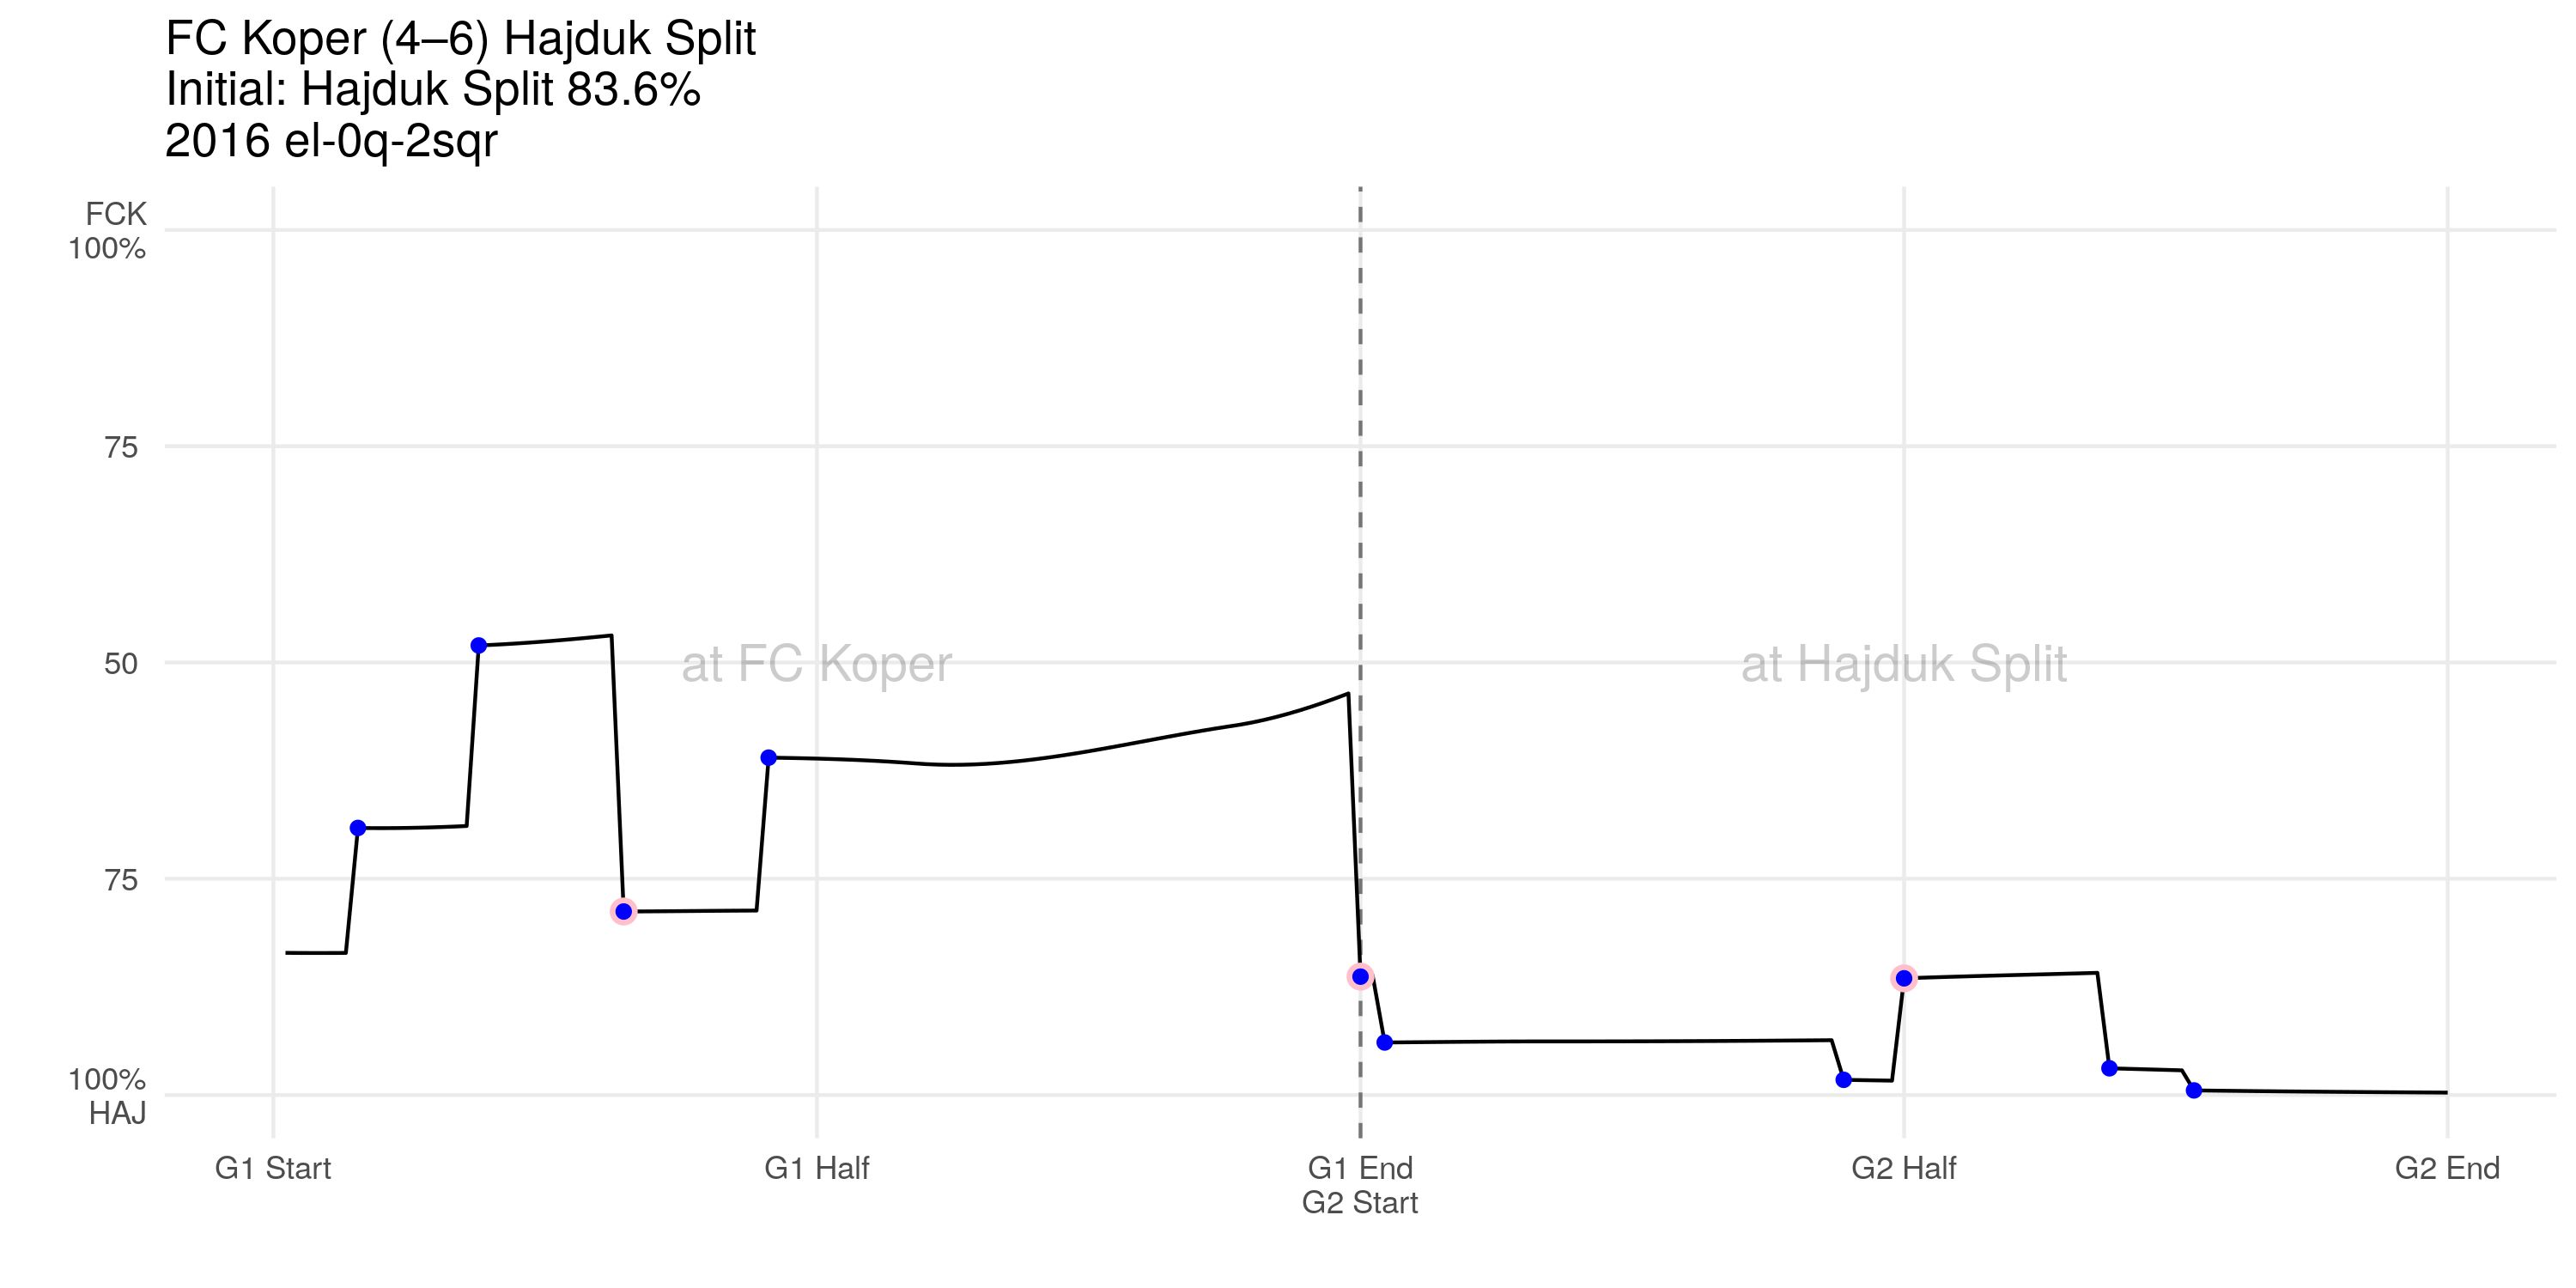 FC Koper (4–6) Hajduk Split
Initial: Hajduk Split 83.6%
2016 el-0q-2sqr
FCK
100%
75
50
75
100%
HAJ
at FC Koper
at Hajduk Split
G1 Start
G1 Half
G1 End
G2 Start
G2 Half
G2 End